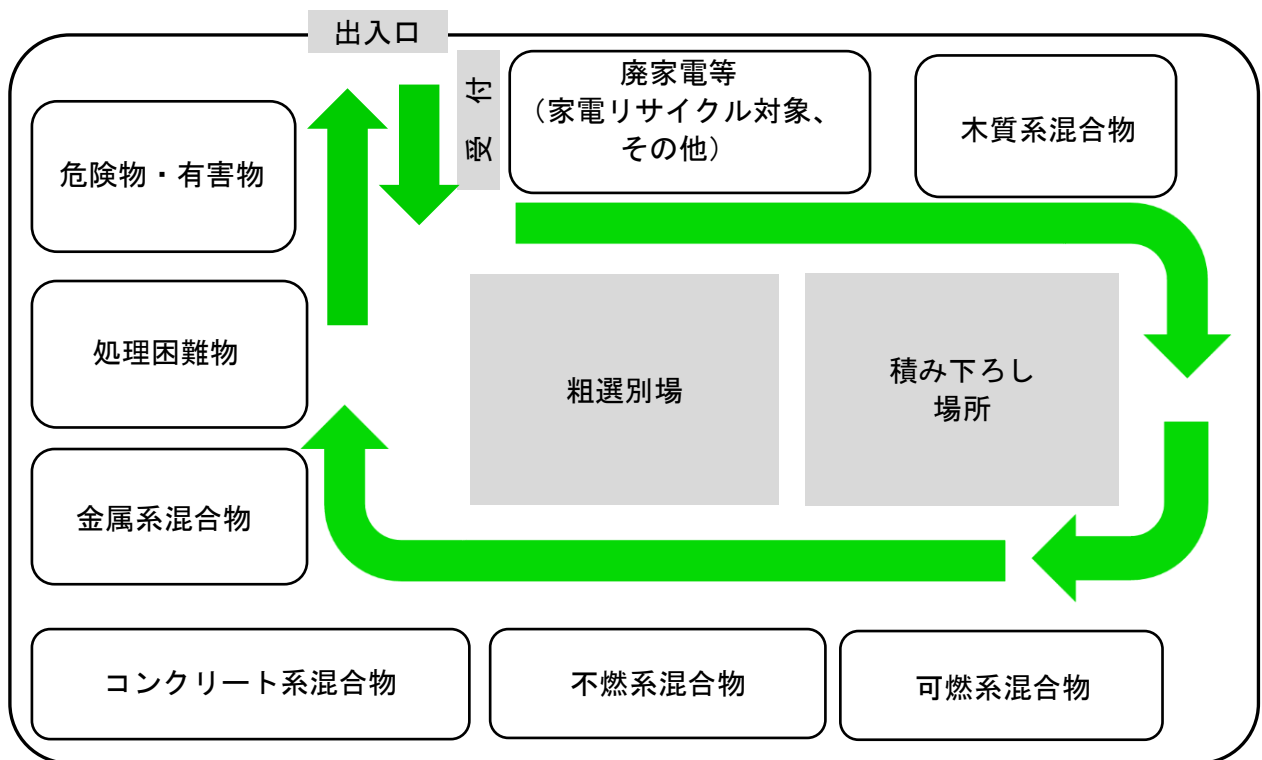 出入口
受付
廃家電等
（家電リサイクル対象、
その他）
木質系混合物
危険物・有害物
処理困難物
粗選別場
積み下ろし
場所
金属系混合物
コンクリート系混合物
不燃系混合物
可燃系混合物